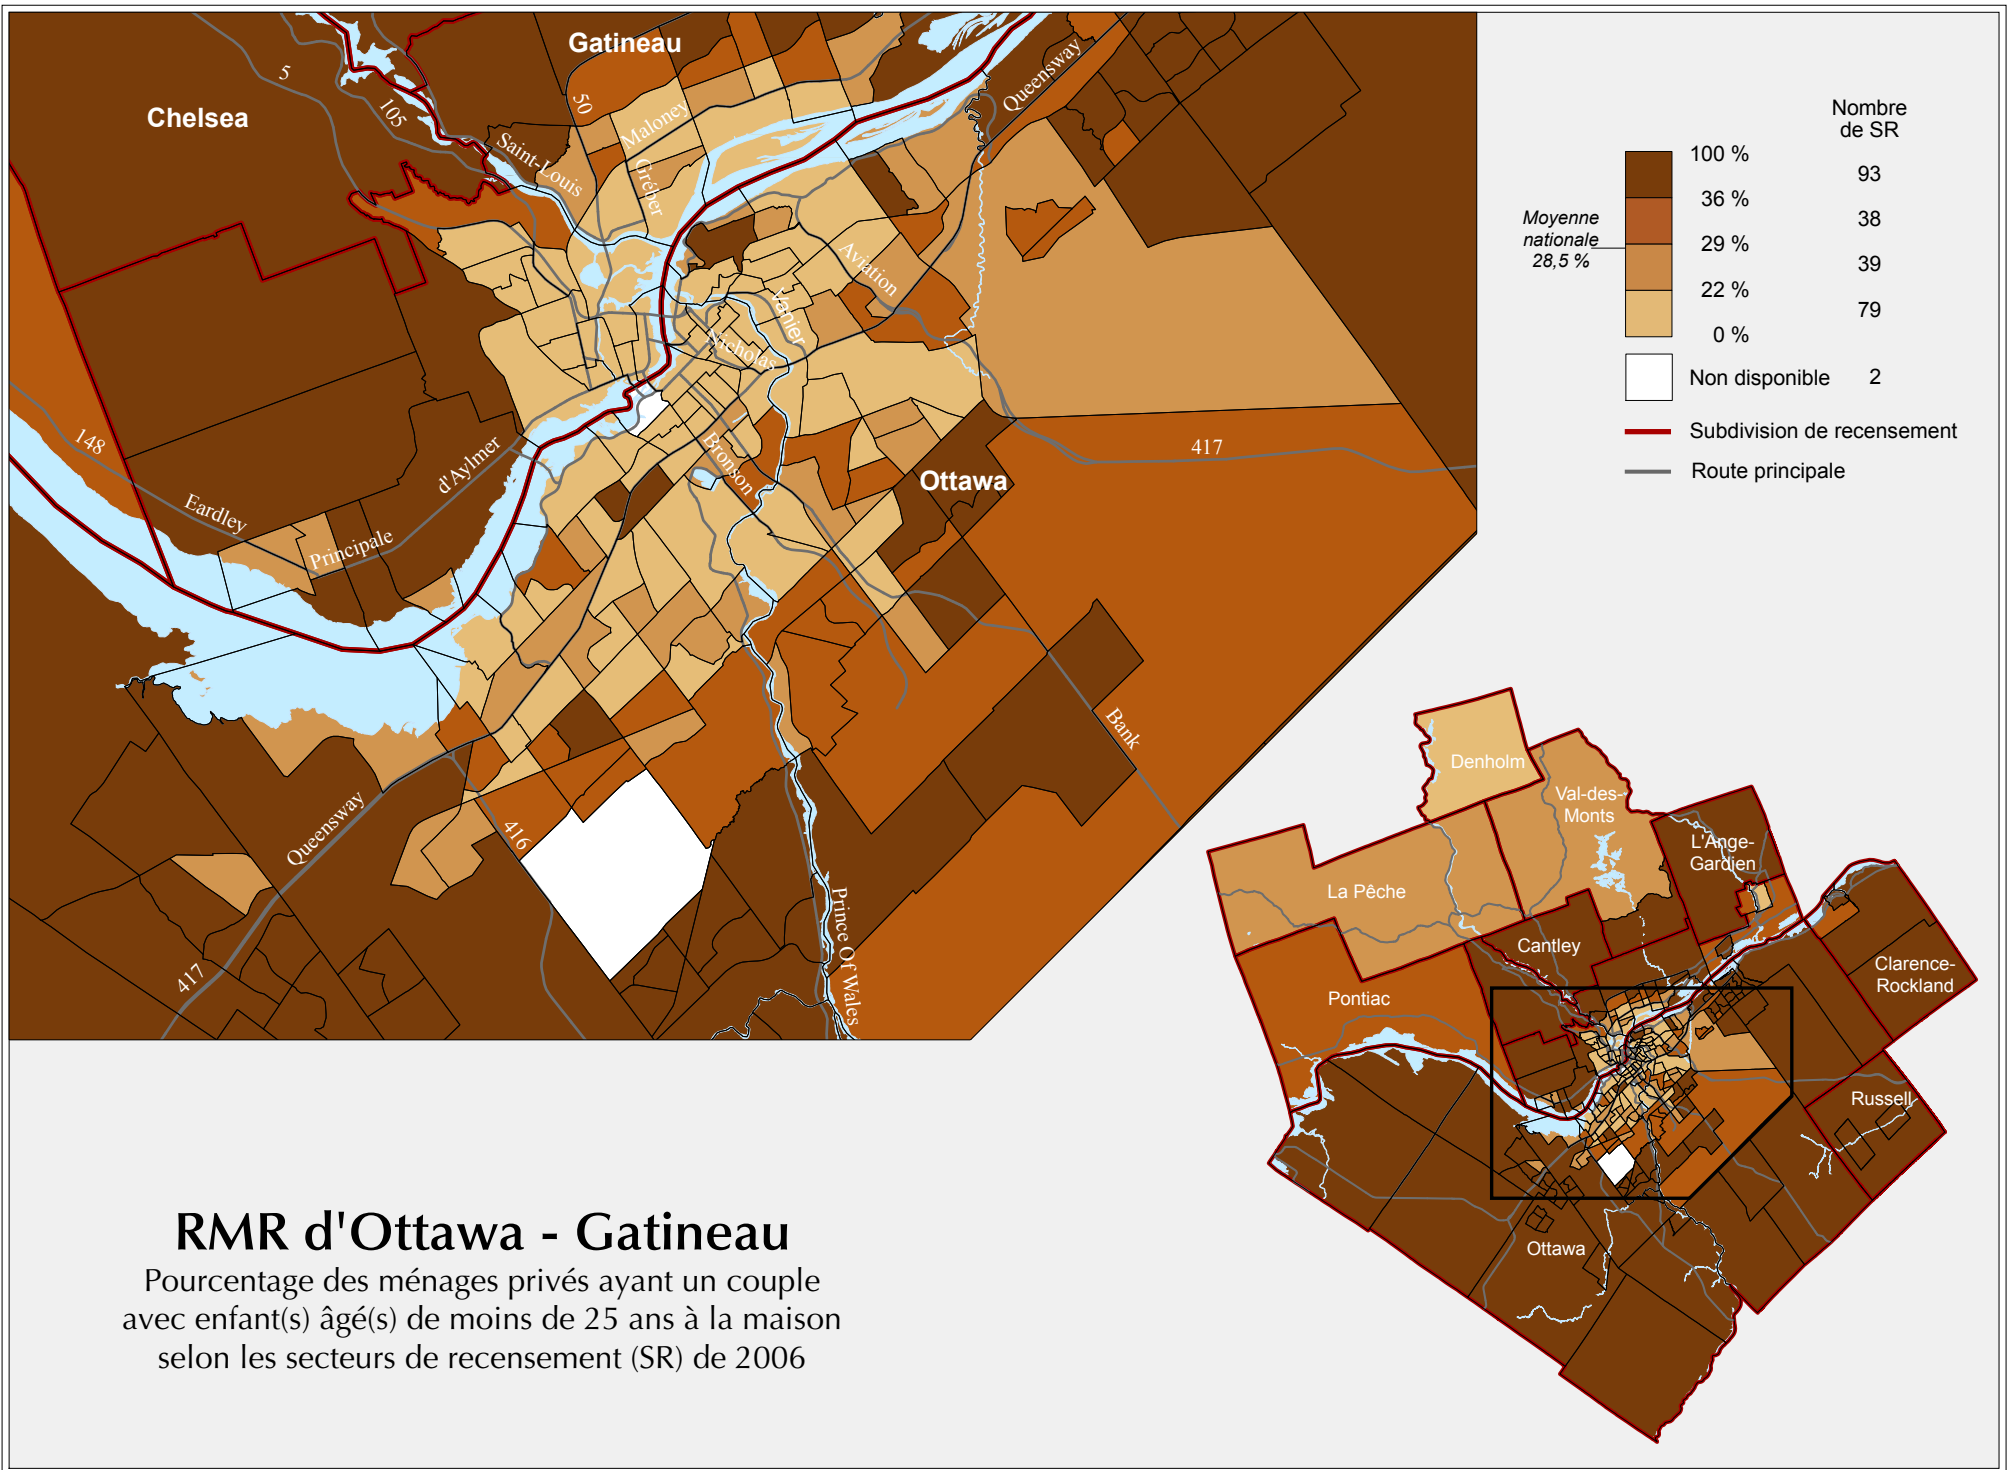 Gatineau
Chelsea
5
105
50
Saint-Louis
Maloney
Gréber
Queensway
Aviation
Vanier
Nicholas
Bronson
148
Eardley
Principale
d'Aylmer
Ottawa
417
Bank
Queensway
416
417
Prince Of Wales
Nombre
de SR
100 %
93
36 %
38
29 %
39
22 %
79
0 %
Moyenne
nationale
28,5 %
Non disponible 2
Subdivision de recensement
Route principale
Denholm
Val-des-
Monts
L'Ange-
Gardien
La Pêche
Cantley
Clarence-
Rockland
Pontiac
Russell
Ottawa
RMR d'Ottawa - Gatineau
Pourcentage des ménages privés ayant un couple
avec enfant(s) âgé(s) de moins de 25 ans à la maison
selon les secteurs de recensement (SR) de 2006